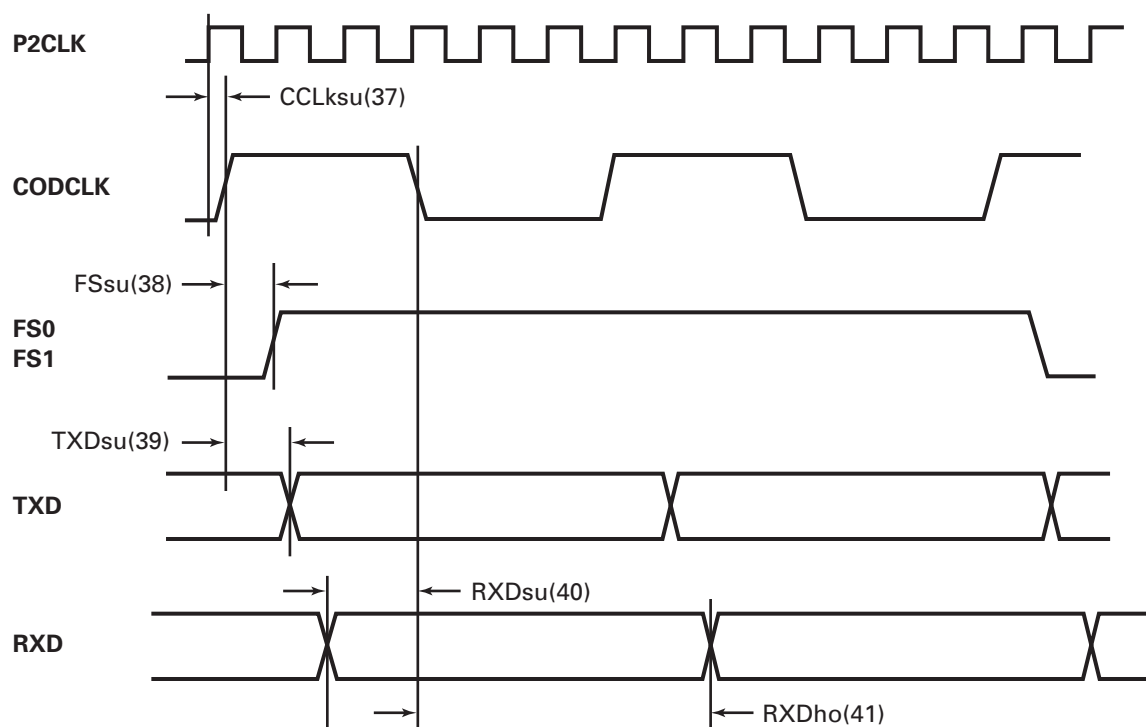 P2CLK
CCLksu(37)
CODCLK
FSsu(38)
FS0
FS1
TXDsu(39)
TXD
RXDsu(40)
RXD
RXDho(41)